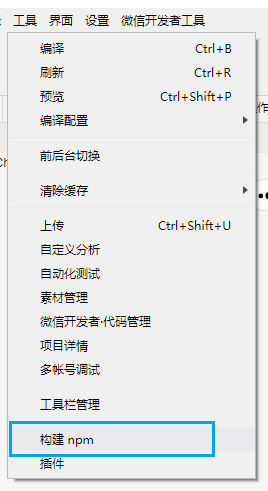 工具 界面 设置 微信开发者工具
编译 Ctrl+B
刷新 Ctrl+R
预览 Ctrl+Shift+P
编译配置
作
前后台切换
Ch
清除缓存
上传 Ctrl+Shift+U
自定义分析
自动化测试
素材管理
微信开发者·代码管理
项目详情
多帐号调试
工具栏管理
构建 npm
插件